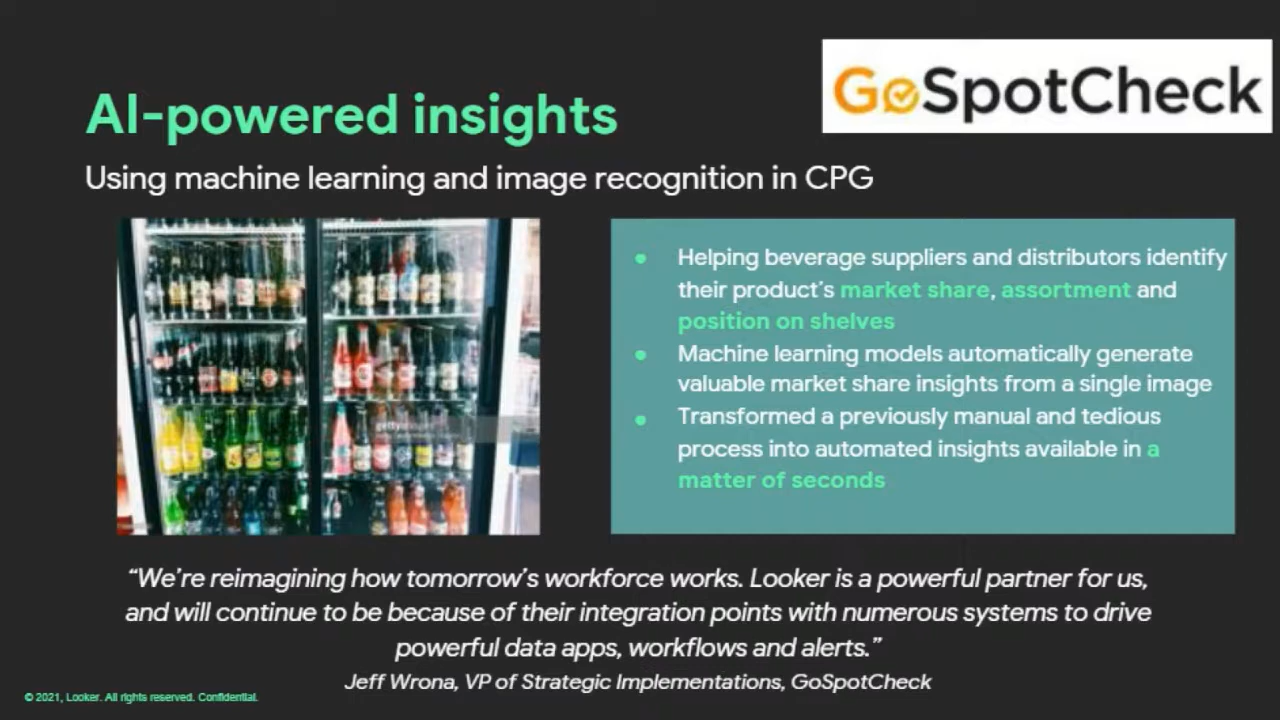 GoSpotCheck
AI-powered insights
Using machine learning and image recognition in CPG
Helping beverage suppliers and distributors identify
their product's market share, assortment and
position on shelves
Machine learning models automatically generate
valuable market share insights from a single image
Transformed a previously manual and tedious
process into automated insights available in a
matter of seconds
gettyimages
“We're reimagining how tomorrow's workforce works. Looker is a powerful partner for us,
and will continue to be because of their integration points with numerous systems to drive
powerful data apps, workflows and alerts.”
Jeff Wrona, VP of Strategic Implementations, GoSpotCheck
© 2021, Looker. All rights reserved. Confidential.